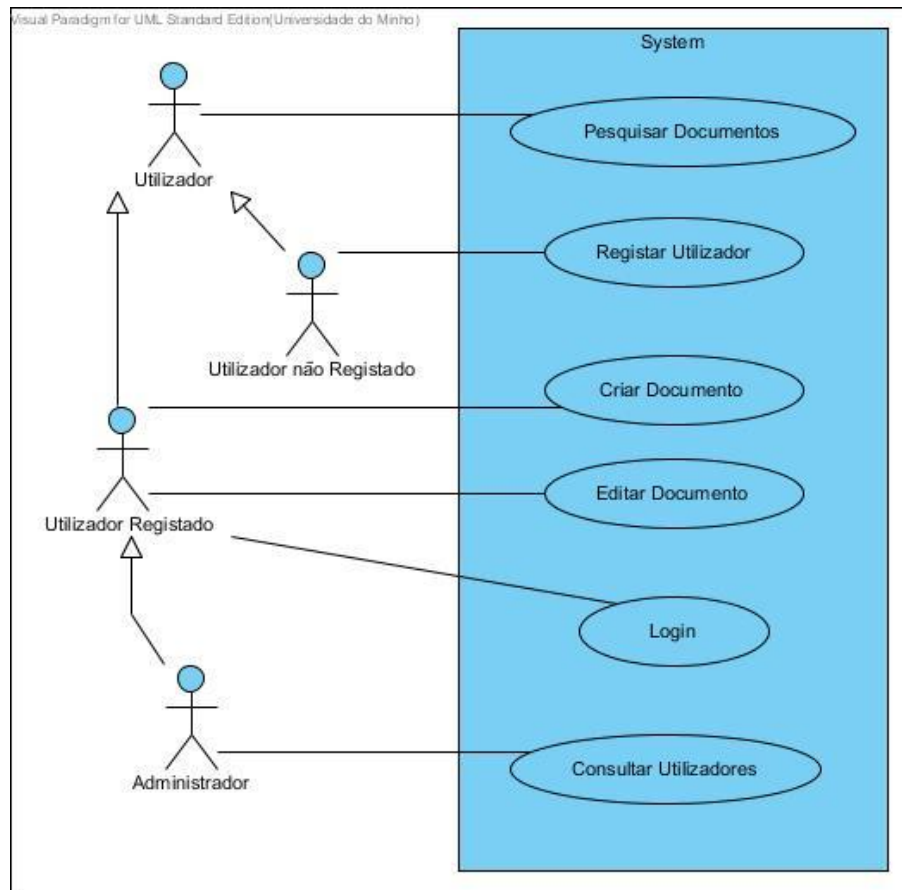 Visual Paradigm for UML Standard Edition(Universidade do Minho)
System
Pesquisar Documentos
Utilizador
Registar Utilizador
Utilizador não Registado
Criar Documento
Editar Documento
Utilizador Registado
Login
Consultar Utilizadores
Administrador